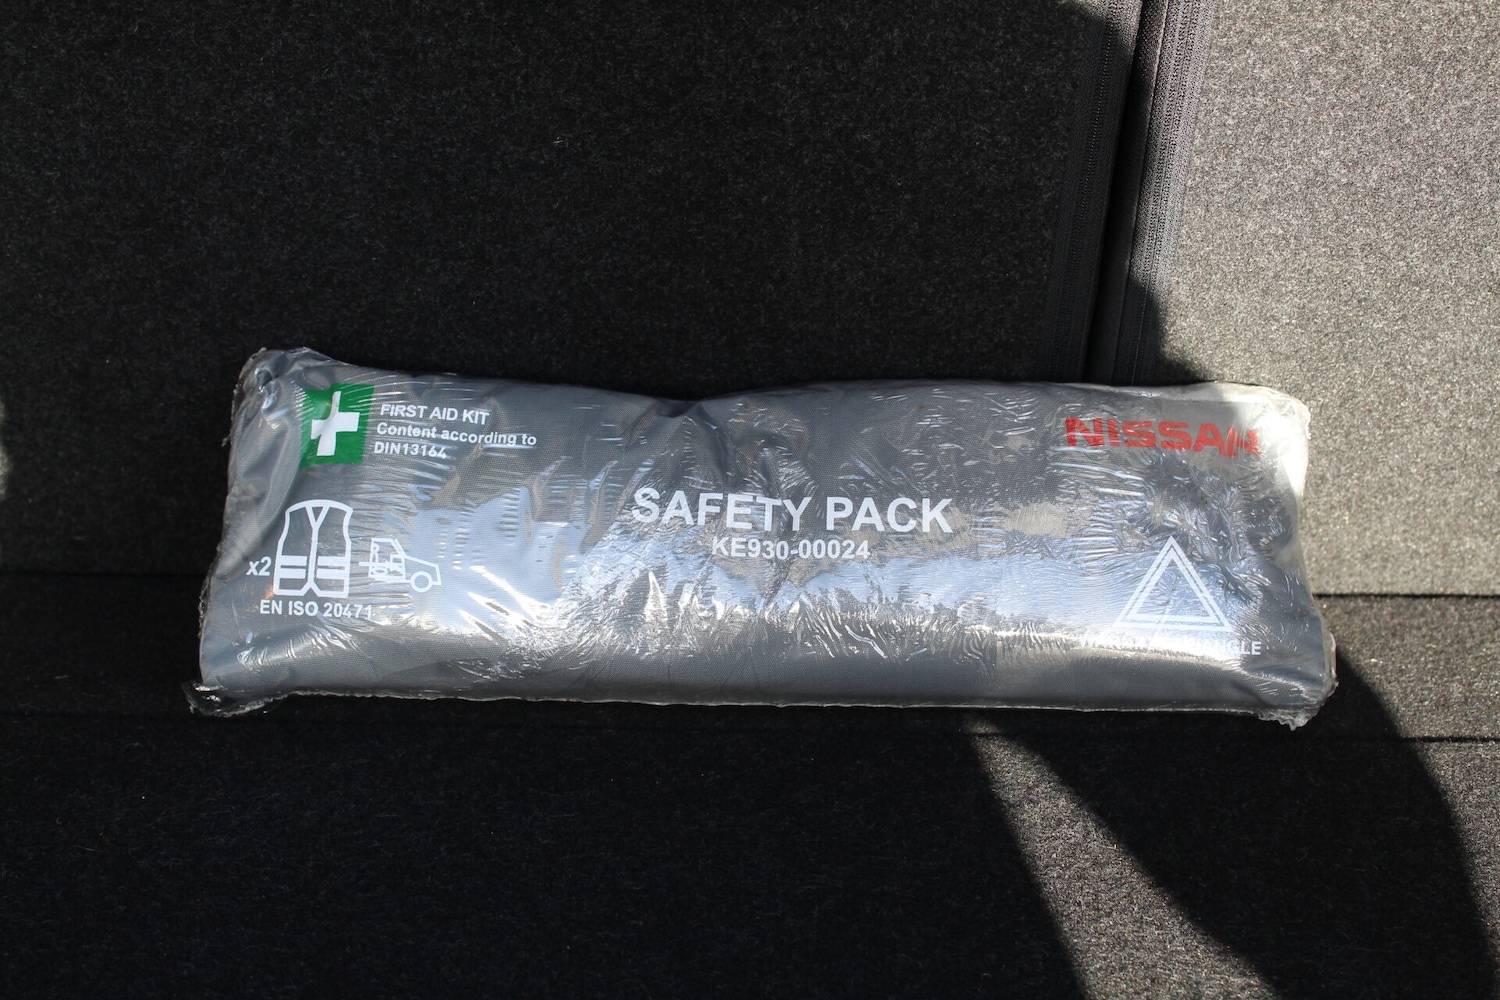 FIRST AID KIT
Content according to
DIN13164
NISSAN
SAFETY PACK
KE930-00024
x2
EN ISO 20471